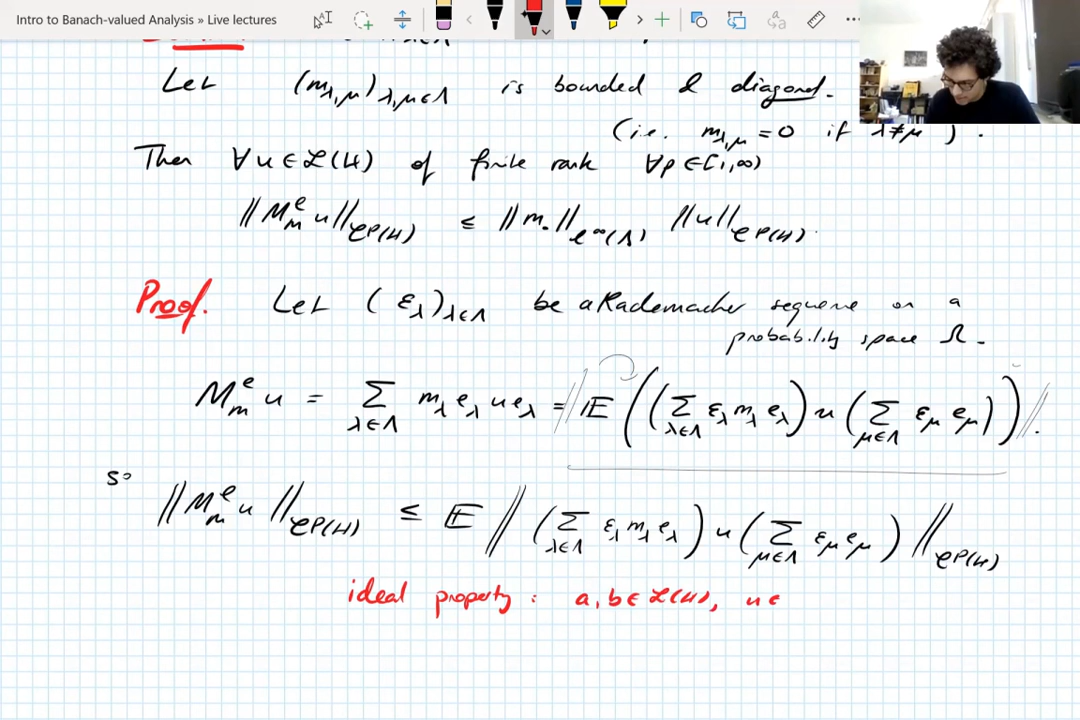 Intro to Banach-valued Analysis » Live lectures
Let (m_{λ,μ})_{λ,μ∈Λ} is bounded & diagonal.
(i.e. m_{λ,μ} = 0 if λ≠μ).
Then ∀u∈ℒ(H) of finite rank ∀p∈[1,∞)
‖M_m^e u‖_{𝒞^p(H)} ≤ ‖m.‖_{ℓ^∞(Λ)} ‖u‖_{𝒞^p(H)}.
Proof. Let (ε_λ)_{λ∈Λ} be a Rademacher sequence on a
probability space Ω.
M_m^e u = Σ_{λ∈Λ} m_λ e_λ u e_λ = ‖𝔼((Σ_{λ∈Λ} ε_λ m_λ e_λ) u (Σ_{μ∈Λ} ε_μ e_μ))‖.
so
‖M_m^e u‖_{𝒞^p(H)} ≤ 𝔼‖(Σ_{λ∈Λ} ε_λ m_λ e_λ) u (Σ_{μ∈Λ} ε_μ e_μ)‖_{𝒞^p(H)}
ideal property: a, b ∈ ℒ(H), u ∈